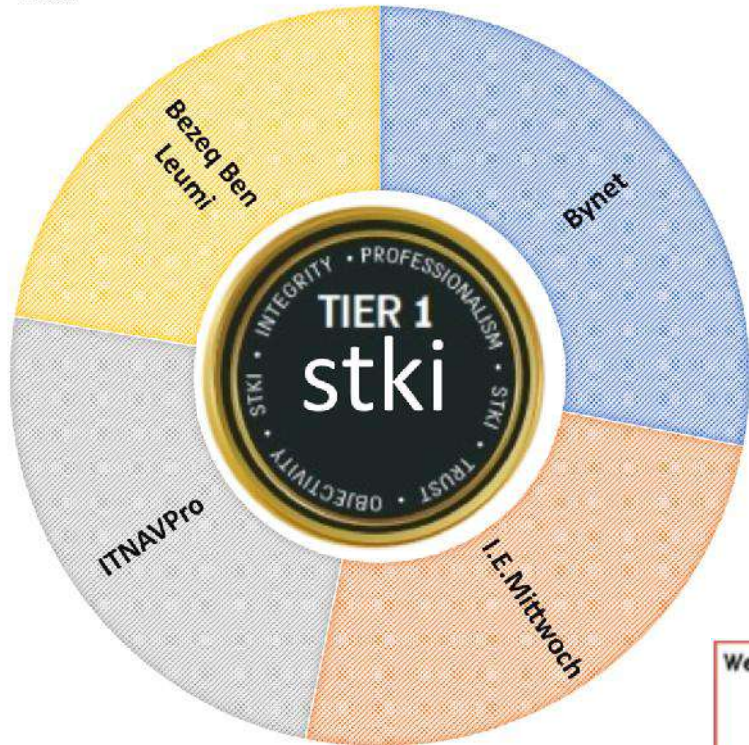 Bezeq Ben
Leumi
Bynet
INTEGRITY • PROFESSIONALISM • STKI • TRUST • OBJECTIVITY • STKI •
TIER 1
stki
ITNAVPro
I.E.Mittwoch